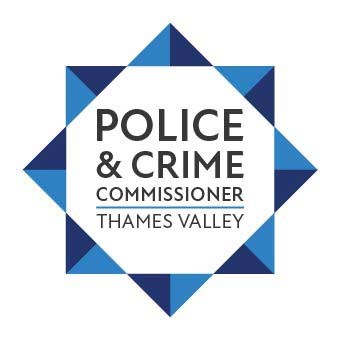 POLICE
& CRIME
COMMISSIONER
THAMES VALLEY